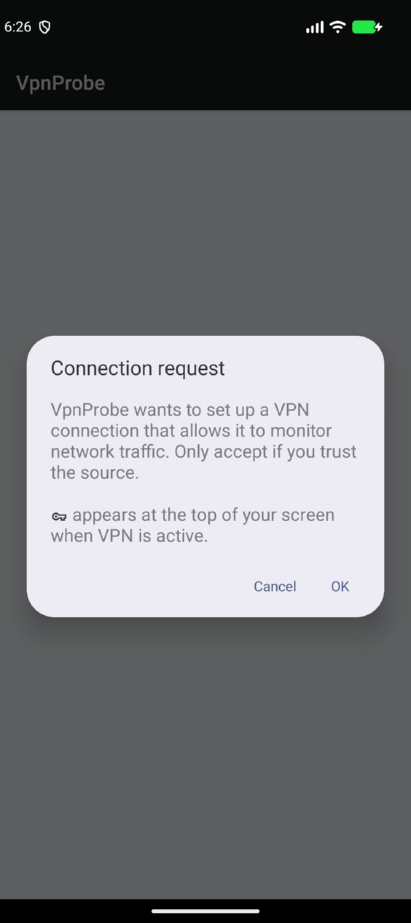 6:26
VpnProbe
Connection request
VpnProbe wants to set up a VPN
connection that allows it to monitor
network traffic. Only accept if you trust
the source.
appears at the top of your screen
when VPN is active.
Cancel OK